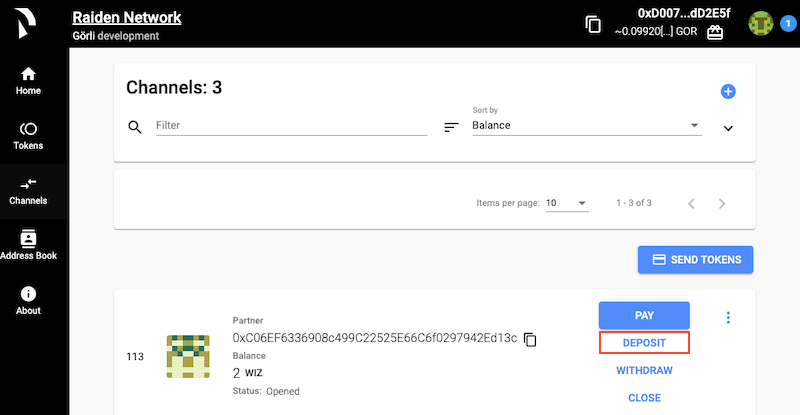 Raiden Network
Görli development
0xD007...dD2E5f
~0.09920[...] GOR
1
Home
Tokens
Channels
Address Book
About
Channels: 3
Filter
Sort by
Balance
Items per page: 10
1 - 3 of 3
SEND TOKENS
113
Partner
0xC06EF6336908c499C22525E66C6f0297942Ed13c
Balance
2 WIZ
Status: Opened
PAY
DEPOSIT
WITHDRAW
CLOSE